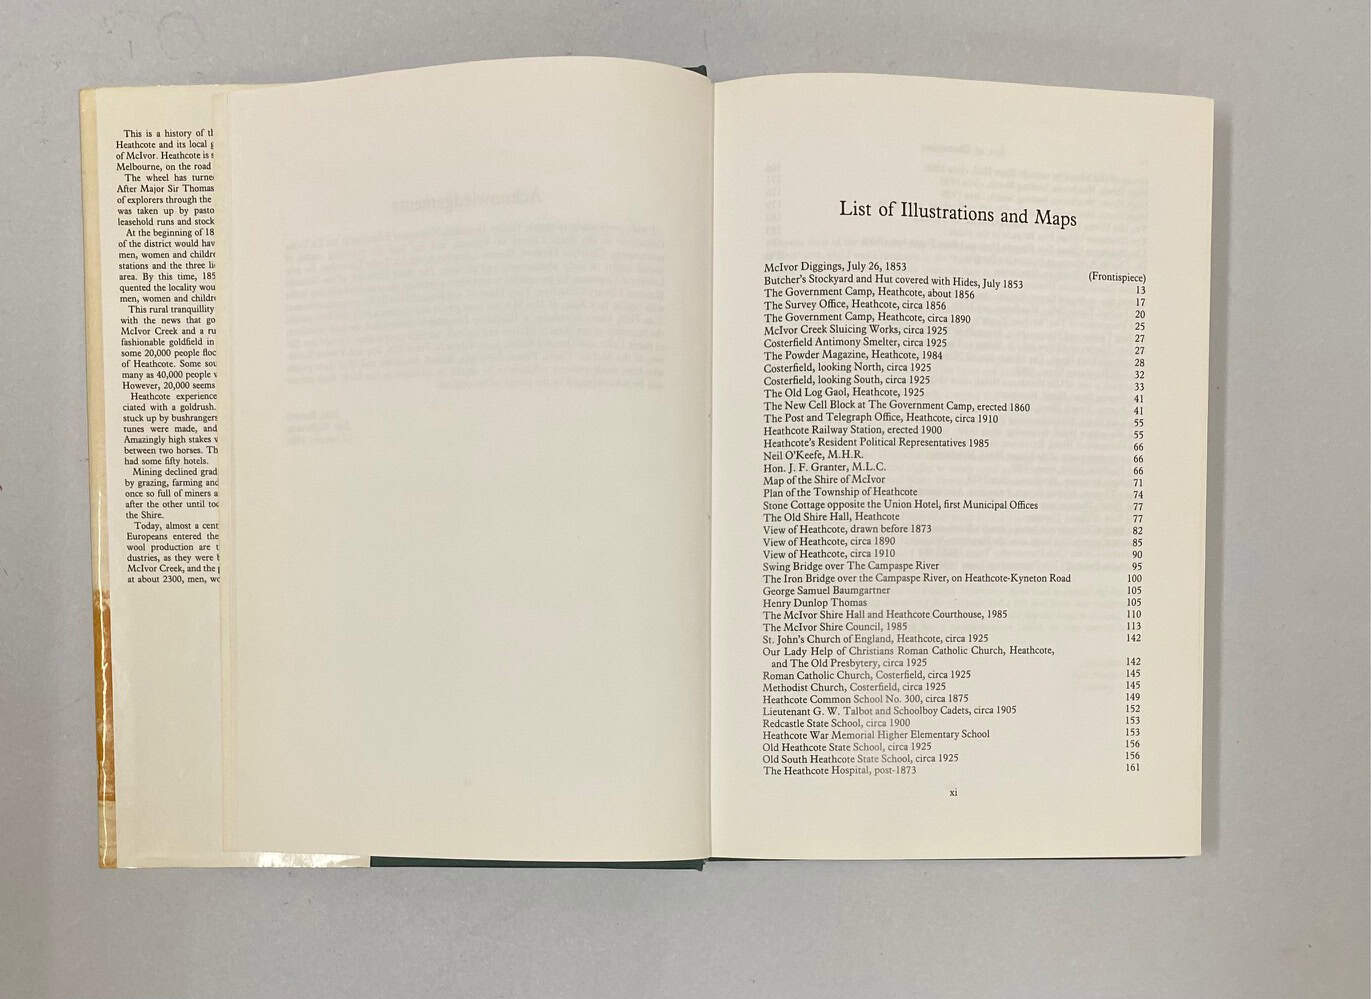 This is a history of
Heathcote and its local
of McIvor. Heathcote is
Melbourne, on the road
The wheel has
After Major Sir Thomas
of explorers through the
was taken up by
leasehold runs and stock
At the beginning of 18
of the district would
men, women and
stations and the three
area. By this time, 185
quented the locality
men, women and
This rural tranquillity
with the news that
McIvor Creek and a
fashionable goldfield in
some 20,000 people
of Heathcote. Some
many as 40,000 people
However, 20,000 seems
Heathcote
ciated with a goldrush.
stuck up by bushrangers
tunes were made, and
Amazingly high stakes
between two horses.
had some fifty hotels.
Mining declined
by grazing, farming and
once so full of miners
after the other until
the Shire.
Today, almost a
Europeans entered the
wool production are
dustries, as they were
McIvor Creek, and the
at about 2300, men,
List of Illustrations and Maps
McIvor Diggings, July 26, 1853 (Frontispiece)
Butcher's Stockyard and Hut covered with Hides, July 1853 13
The Government Camp, Heathcote, about 1856 17
The Survey Office, Heathcote, circa 1856 20
The Government Camp, Heathcote, circa 1890 25
McIvor Creek Sluicing Works, circa 1925 27
Costerfield Antimony Smelter, circa 1925 27
The Powder Magazine, Heathcote, 1984 28
Costerfield, looking North, circa 1925 32
Costerfield, looking South, circa 1925 33
The Old Log Gaol, Heathcote, 1925 41
The New Cell Block at The Government Camp, erected 1860 41
The Post and Telegraph Office, Heathcote, circa 1910 55
Heathcote Railway Station, erected 1900 55
Heathcote's Resident Political Representatives 1985 66
Neil O'Keefe, M.H.R. 66
Hon. J. F. Granter, M.L.C. 66
Map of the Shire of McIvor 71
Plan of the Township of Heathcote 74
Stone Cottage opposite the Union Hotel, first Municipal Offices 77
The Old Shire Hall, Heathcote 77
View of Heathcote, drawn before 1873 82
View of Heathcote, circa 1890 85
View of Heathcote, circa 1910 90
Swing Bridge over The Campaspe River 95
The Iron Bridge over the Campaspe River, on Heathcote-Kyneton Road 100
George Samuel Baumgartner 105
Henry Dunlop Thomas 105
The McIvor Shire Hall and Heathcote Courthouse, 1985 110
The McIvor Shire Council, 1985 113
St. John's Church of England, Heathcote, circa 1925 142
Our Lady Help of Christians Roman Catholic Church, Heathcote,
and The Old Presbytery, circa 1925 142
Roman Catholic Church, Costerfield, circa 1925 145
Methodist Church, Costerfield, circa 1925 145
Heathcote Common School No. 300, circa 1875 149
Lieutenant G. W. Talbot and Schoolboy Cadets, circa 1905 152
Redcastle State School, circa 1900 153
Heathcote War Memorial Higher Elementary School 153
Old Heathcote State School, circa 1925 156
Old South Heathcote State School, circa 1925 156
The Heathcote Hospital, post-1873 161
xi